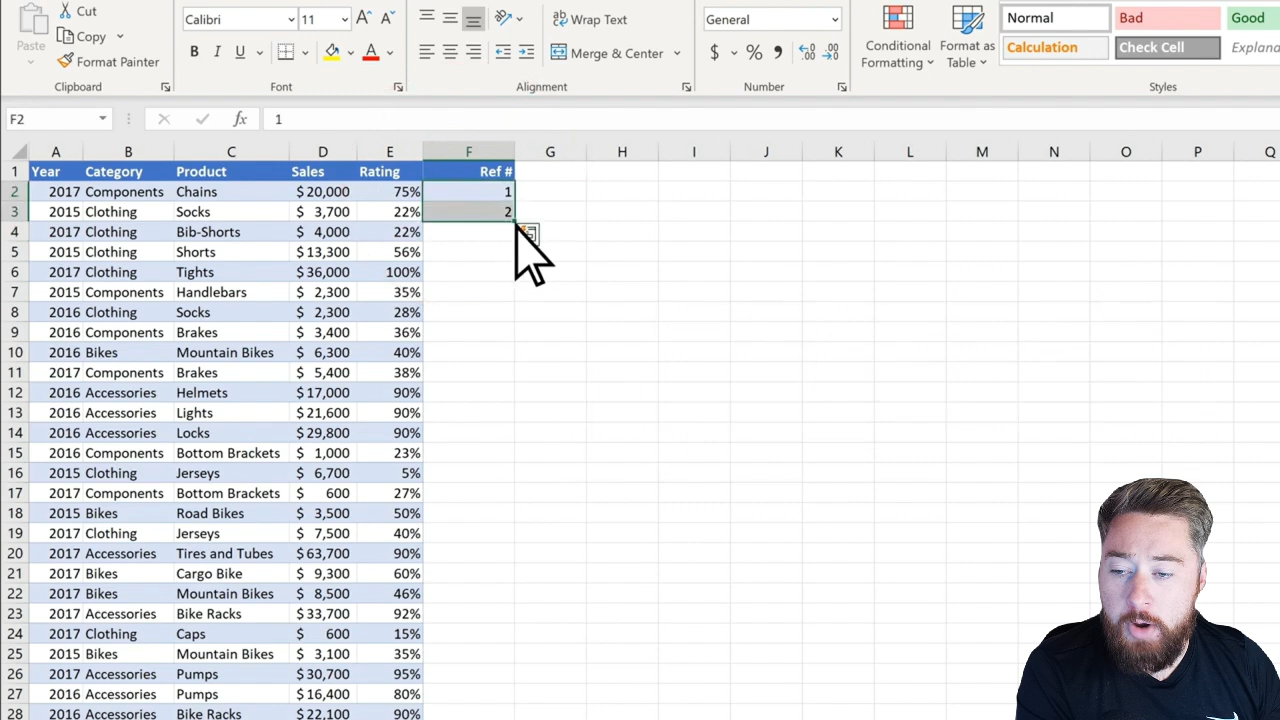 Cut
Calibri 11 A A Wrap Text General Normal Bad Good
Paste Copy
B I U A Merge & Center $ % 9 Conditional Formatting Format as Table Calculation Check Cell Explana
Format Painter
Clipboard Font Alignment Number Styles
F2 fx 1
A B C D E F G H I J K L M N O P Q
1 Year Category Product Sales Rating Ref #
2 2017 Components Chains $ 20,000 75% 1
3 2015 Clothing Socks $ 3,700 22% 2
4 2017 Clothing Bib-Shorts $ 4,000 22%
5 2015 Clothing Shorts $ 13,300 56%
6 2017 Clothing Tights $ 36,000 100%
7 2015 Components Handlebars $ 2,300 35%
8 2016 Clothing Socks $ 2,300 28%
9 2016 Components Brakes $ 3,400 36%
10 2016 Bikes Mountain Bikes $ 6,300 40%
11 2017 Components Brakes $ 5,400 38%
12 2016 Accessories Helmets $ 17,000 90%
13 2016 Accessories Lights $ 21,600 90%
14 2016 Accessories Locks $ 29,800 90%
15 2016 Components Bottom Brackets $ 1,000 23%
16 2015 Clothing Jerseys $ 6,700 5%
17 2017 Components Bottom Brackets $ 600 27%
18 2015 Bikes Road Bikes $ 3,500 50%
19 2017 Clothing Jerseys $ 7,500 40%
20 2017 Accessories Tires and Tubes $ 63,700 90%
21 2017 Bikes Cargo Bike $ 9,300 60%
22 2017 Bikes Mountain Bikes $ 8,500 46%
23 2017 Accessories Bike Racks $ 33,700 92%
24 2017 Clothing Caps $ 600 15%
25 2015 Bikes Mountain Bikes $ 3,100 35%
26 2017 Accessories Pumps $ 30,700 95%
27 2016 Accessories Pumps $ 16,400 80%
28 2016 Accessories Bike Racks $ 22,100 90%